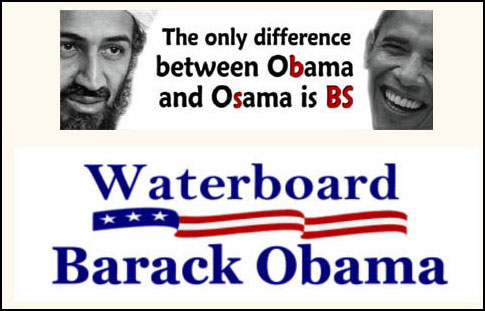 The only difference
between Obama
and Osama is BS
Waterboard
Barack Obama